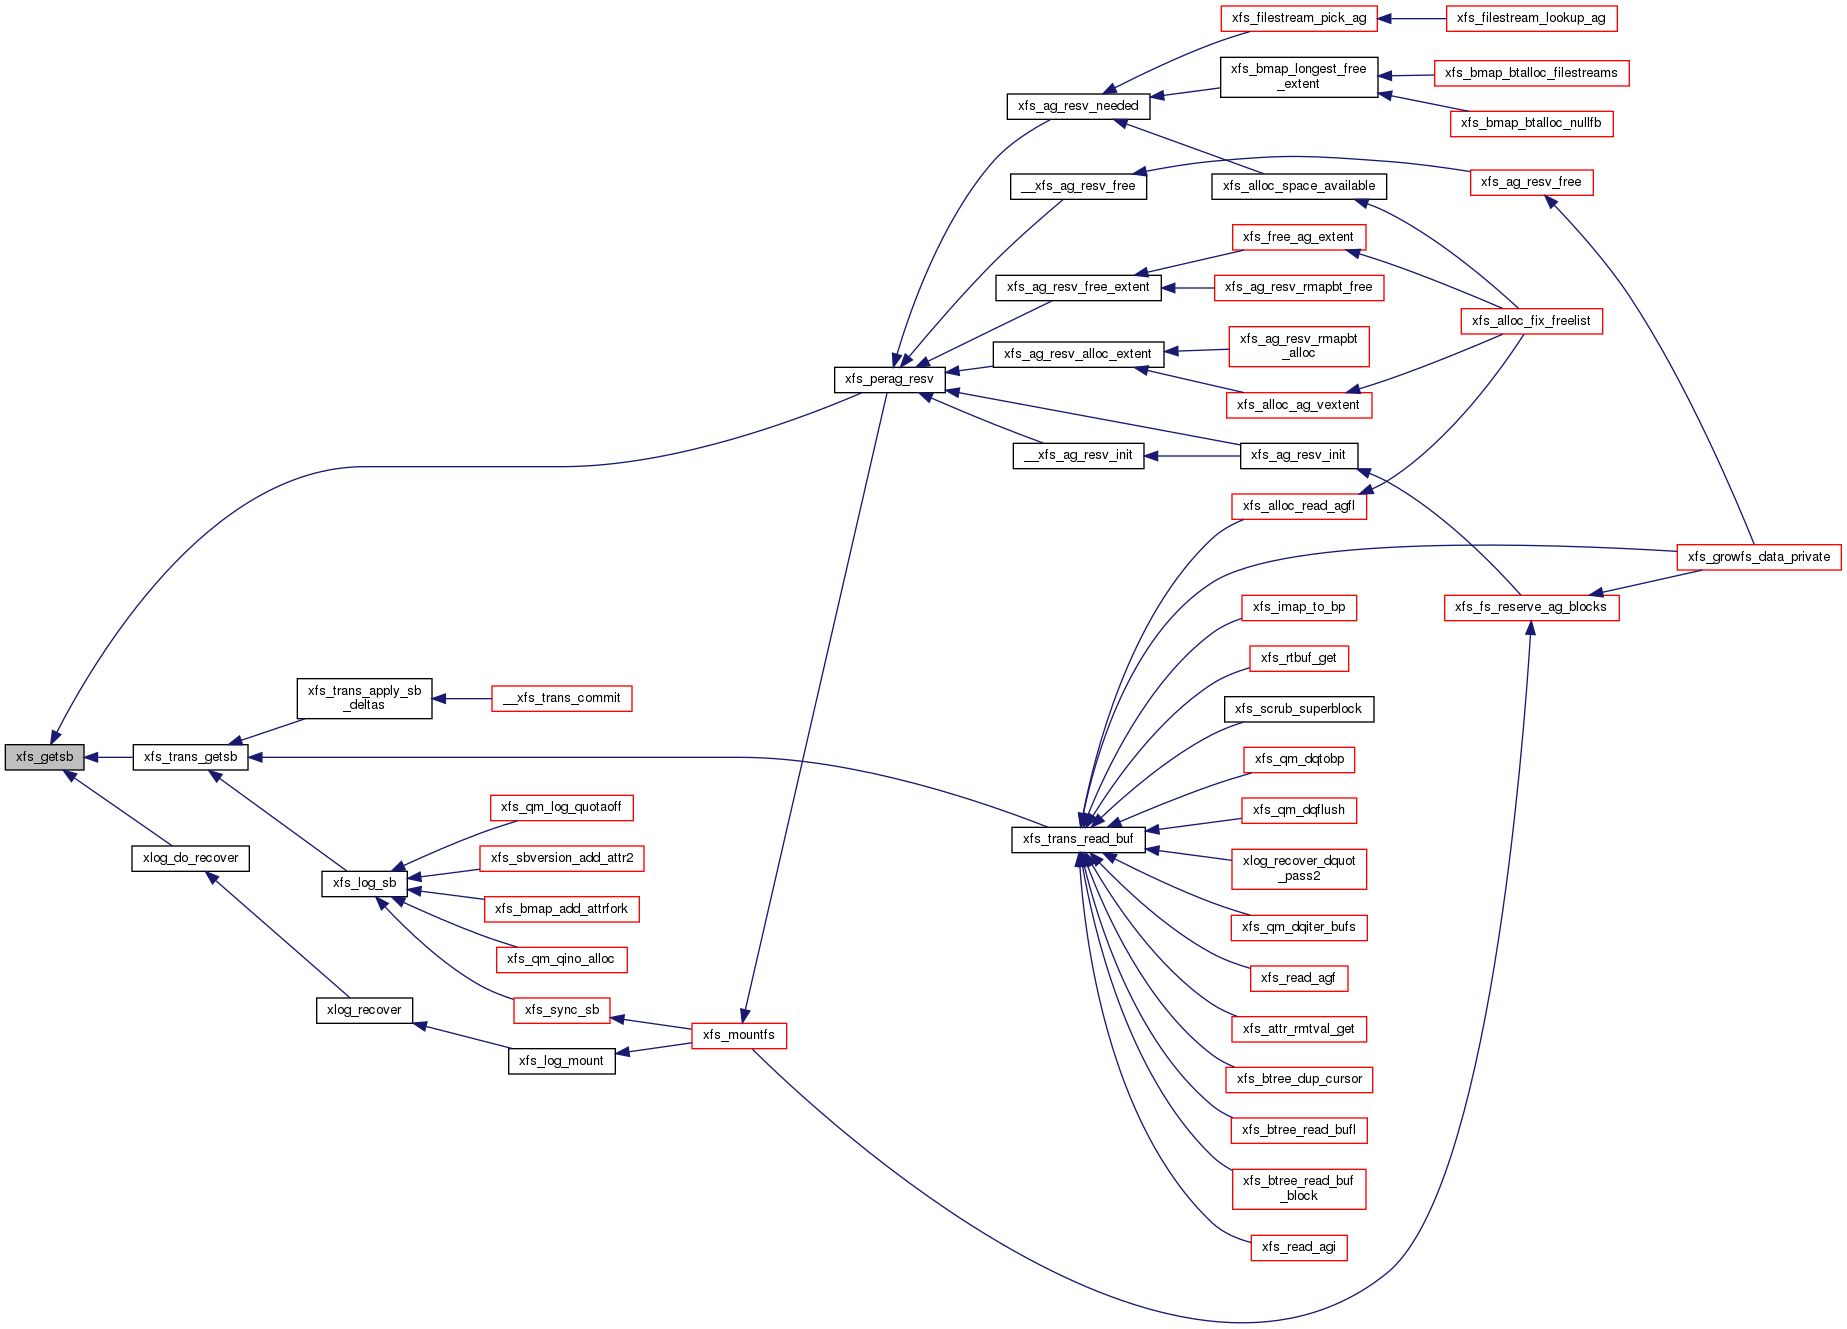 xfs_filestream_pick_ag
xfs_filestream_lookup_ag
xfs_bmap_longest_free
_extent
xfs_bmap_btalloc_filestreams
xfs_bmap_btalloc_nullfb
xfs_ag_resv_needed
__xfs_ag_resv_free
xfs_alloc_space_available
xfs_ag_resv_free
xfs_free_ag_extent
xfs_ag_resv_free_extent
xfs_ag_resv_rmapbt_free
xfs_alloc_fix_freelist
xfs_ag_resv_rmapbt
_alloc
xfs_ag_resv_alloc_extent
xfs_perag_resv
xfs_alloc_ag_vextent
__xfs_ag_resv_init
xfs_ag_resv_init
xfs_alloc_read_agfl
xfs_growfs_data_private
xfs_imap_to_bp
xfs_fs_reserve_ag_blocks
xfs_rtbuf_get
xfs_trans_apply_sb
_deltas
__xfs_trans_commit
xfs_scrub_superblock
xfs_getsb
xfs_trans_getsb
xfs_qm_dqtobp
xfs_qm_log_quotaoff
xfs_qm_dqflush
xfs_trans_read_buf
xlog_do_recover
xfs_sbversion_add_attr2
xlog_recover_dquot
_pass2
xfs_log_sb
xfs_bmap_add_attrfork
xfs_qm_dqiter_bufs
xfs_qm_qino_alloc
xfs_read_agf
xlog_recover
xfs_sync_sb
xfs_mountfs
xfs_attr_rmtval_get
xfs_log_mount
xfs_btree_dup_cursor
xfs_btree_read_bufl
xfs_btree_read_buf
_block
xfs_read_agi